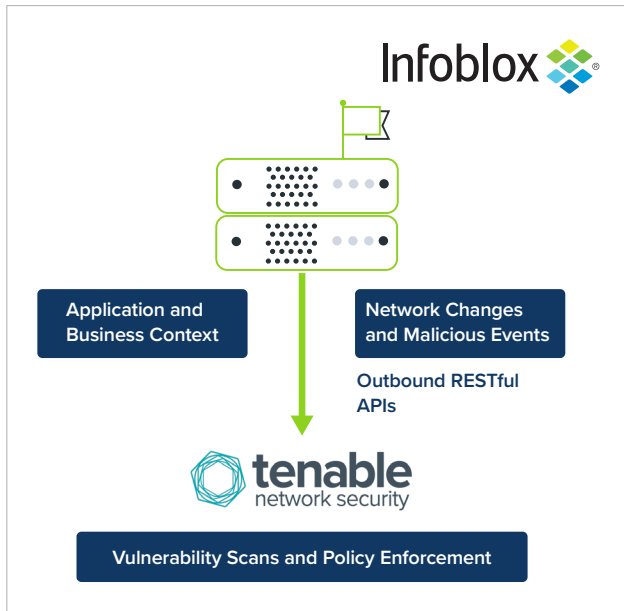 Infoblox ®
Application and
Business Context
Network Changes
and Malicious Events
Outbound RESTful
APIs
tenable
network security
Vulnerability Scans and Policy Enforcement